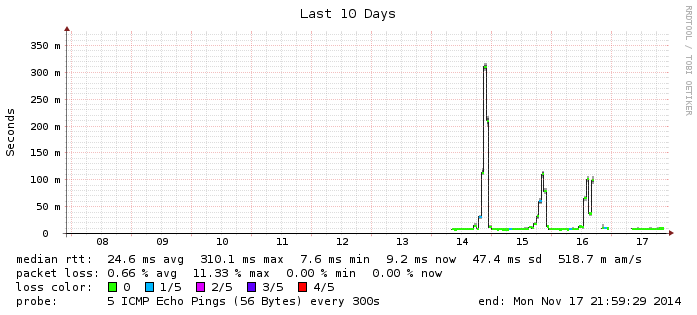 Last 10 Days
RRDTOOL / TOBI OETIKER
Seconds
350 m
300 m
250 m
200 m
150 m
100 m
50 m
0
08 09 10 11 12 13 14 15 16 17
median rtt: 24.6 ms avg 310.1 ms max 7.6 ms min 9.2 ms now 47.4 ms sd 518.7 m am/s
packet loss: 0.66 % avg 11.33 % max 0.00 % min 0.00 % now
loss color: 0 1/5 2/5 3/5 4/5
probe: 5 ICMP Echo Pings (56 Bytes) every 300s end: Mon Nov 17 21:59:29 2014